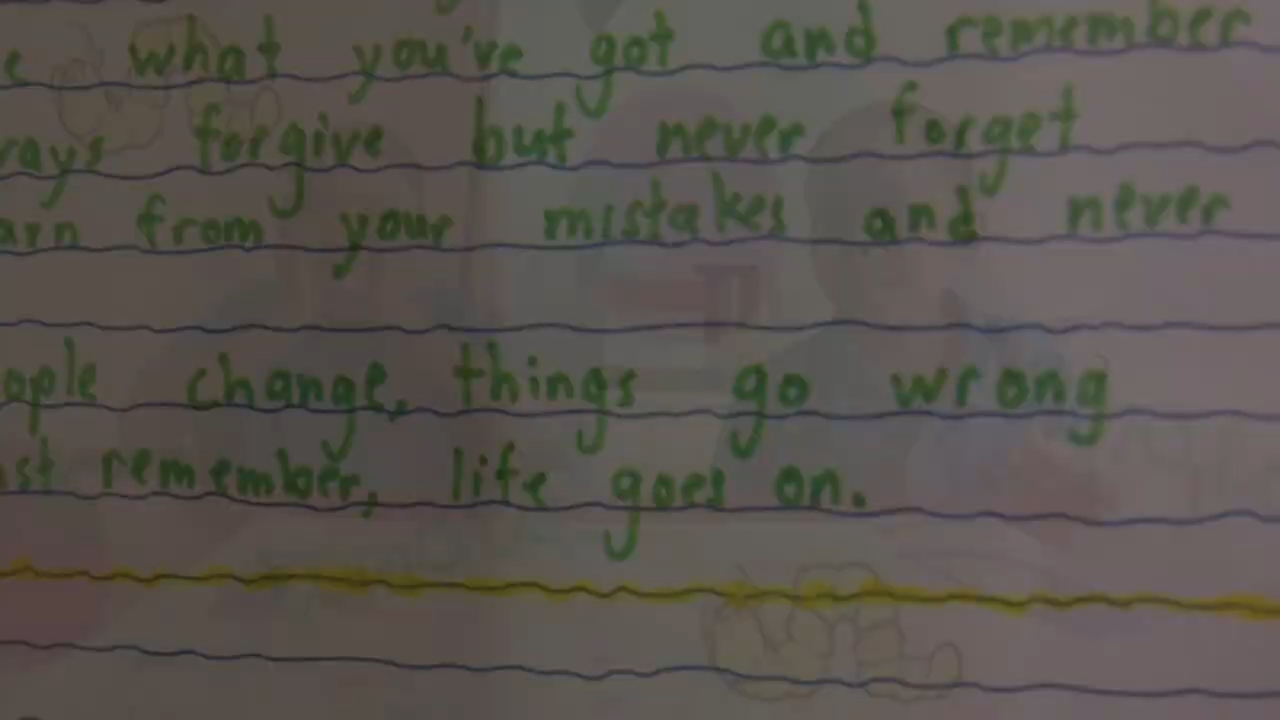 what you've got and remember
forgive but never forget
from your mistakes and never
change, things go wrong
remember, life goes on.